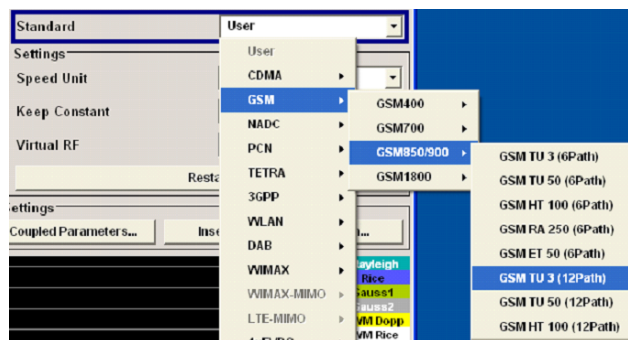 Standard User
Settings
User
Speed Unit
CDMA
Keep Constant
GSM
GSM400
NADC
GSM700
Virtual RF
PCN
GSM850/900
GSM TU 3 (6Path)
TETRA
GSM1800
GSM TU 50 (6Path)
3GPP
GSM HT 100 (6Path)
Coupled Parameters...
WLAN
GSM RA 250 (6Path)
DAB
GSM ET 50 (6Path)
WIMAX
Rice
GSM TU 3 (12Path)
WIMAX-MIMO
GSM TU 50 (12Path)
LTE-MIMO
GSM HT 100 (12Path)